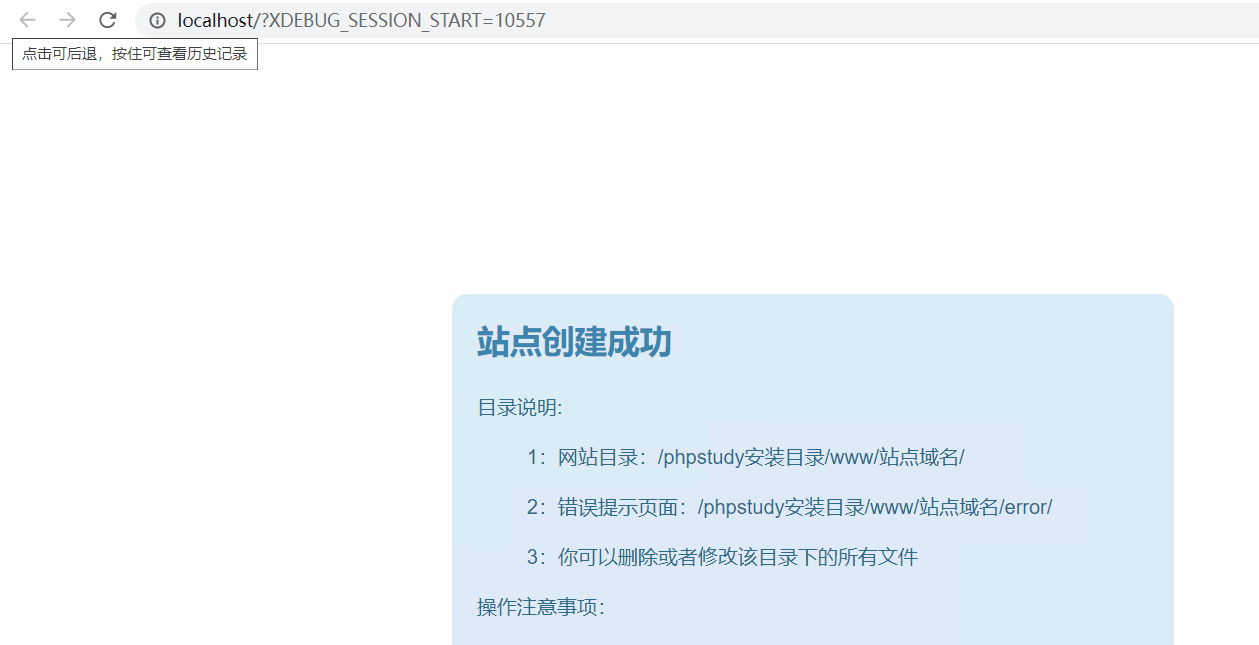 localhost/?XDEBUG_SESSION_START=10557
点击可后退，按住可查看历史记录
站点创建成功
目录说明:
1：网站目录：/phpstudy安装目录/www/站点域名/
2：错误提示页面：/phpstudy安装目录/www/站点域名/error/
3：你可以删除或者修改该目录下的所有文件
操作注意事项：